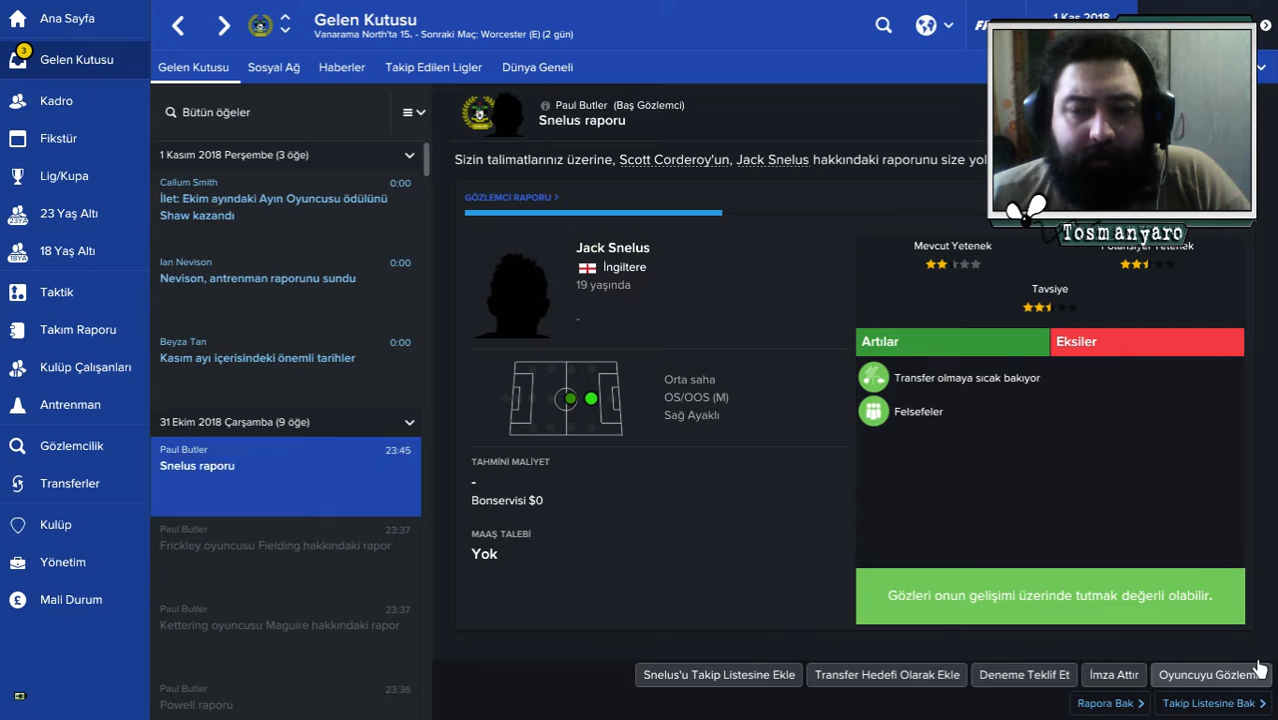 Ana Sayfa
3
Gelen Kutusu
Kadro
Fikstür
Lig/Kupa
23YA
23 Yaş Altı
18YA
18 Yaş Altı
Taktik
Takım Raporu
Kulüp Çalışanları
Antrenman
Gözlemcilik
Transferler
Kulüp
Yönetim
Mali Durum
Gelen Kutusu
Vanarama North'ta 15. - Sonraki Maç: Worcester (E) (2 gün)
1 Kas 2018
Gelen Kutusu
Sosyal Ağ
Haberler
Takip Edilen Ligler
Dünya Geneli
Bütün öğeler
1 Kasım 2018 Perşembe (3 öğe)
Callum Smith
0:00
İlet: Ekim ayındaki Ayın Oyuncusu ödülünü
Shaw kazandı
Ian Nevison
0:00
Nevison, antrenman raporunu sundu
Beyza Tan
0:00
Kasım ayı içerisindeki önemli tarihler
31 Ekim 2018 Çarşamba (9 öğe)
Paul Butler
23:45
Snelus raporu
Paul Butler
23:37
Frickley oyuncusu Fielding hakkındaki rapor
Paul Butler
23:37
Kettering oyuncusu Maguire hakkındaki rapor
Paul Butler
23:36
Powell raporu
Paul Butler (Baş Gözlemci)
Snelus raporu
Sizin talimatlarınız üzerine, Scott Corderoy'un, Jack Snelus hakkındaki raporunu size
GÖZLEMCİ RAPORU >
Jack Snelus
İngiltere
19 yaşında
-
Orta saha
OS/OOS (M)
Sağ Ayaklı
TAHMİNİ MALİYET
-
Bonservisi $0
MAAŞ TALEBİ
Yok
Tosmanyaro
Mevcut Yetenek
Potansiyel Yetenek
Tavsiye
Artılar
Eksiler
Transfer olmaya sıcak bakıyor
Felsefeler
Gözleri onun gelişimi üzerinde tutmak değerli olabilir.
Snelus'u Takip Listesine Ekle
Transfer Hedefi Olarak Ekle
Deneme Teklif Et
İmza Attır
Oyuncuyu
Rapora Bak >
Takip Listesine Bak >